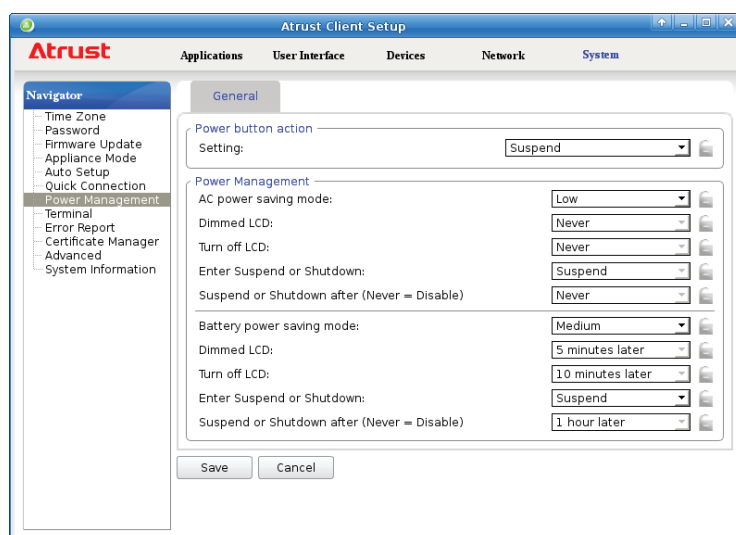 Atrust Client Setup
Atrust
Applications User Interface Devices Network System
Navigator
Time Zone
Password
Firmware Update
Appliance Mode
Auto Setup
Quick Connection
Power Management
Terminal
Error Report
Certificate Manager
Advanced
System Information
General
Power button action
Setting: Suspend
Power Management
AC power saving mode: Low
Dimmed LCD: Never
Turn off LCD: Never
Enter Suspend or Shutdown: Suspend
Suspend or Shutdown after (Never = Disable) Never
Battery power saving mode: Medium
Dimmed LCD: 5 minutes later
Turn off LCD: 10 minutes later
Enter Suspend or Shutdown: Suspend
Suspend or Shutdown after (Never = Disable) 1 hour later
Save Cancel